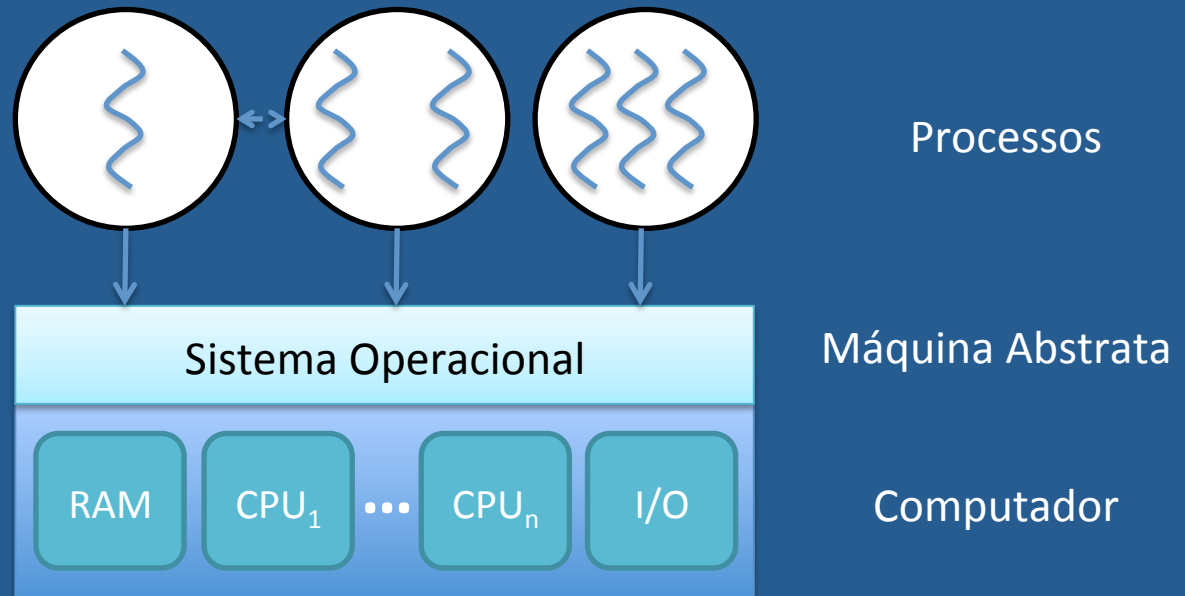 Processos
Sistema Operacional
Máquina Abstrata
RAM
CPU₁
...
CPUₙ
I/O
Computador